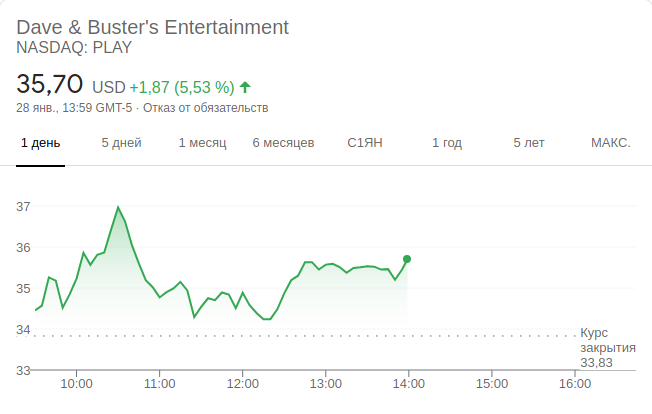 Dave & Buster's Entertainment
NASDAQ: PLAY
35,70 USD +1,87 (5,53 %)
28 янв., 13:59 GMT-5 · Отказ от обязательств
1 день 5 дней 1 месяц 6 месяцев С1ЯН 1 год 5 лет МАКС.
37
36
35
34
33
Курс
закрытия
33,83
10:00 11:00 12:00 13:00 14:00 15:00 16:00